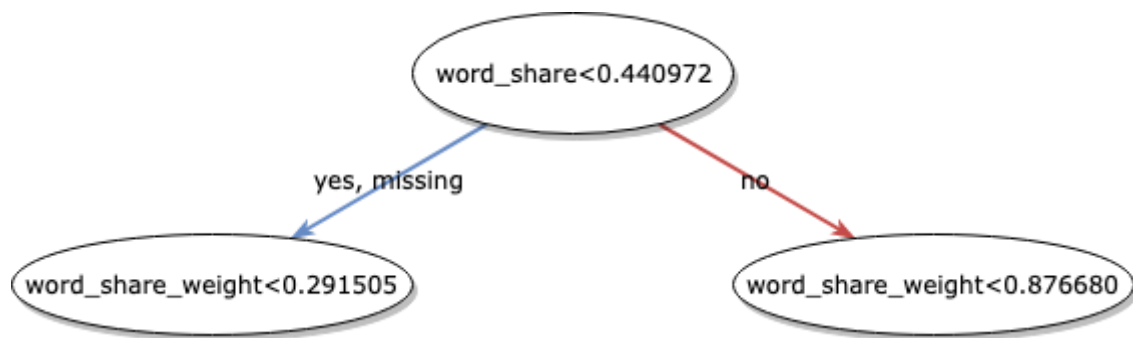 word_share<0.440972
yes, missing
no
word_share_weight<0.291505
word_share_weight<0.876680